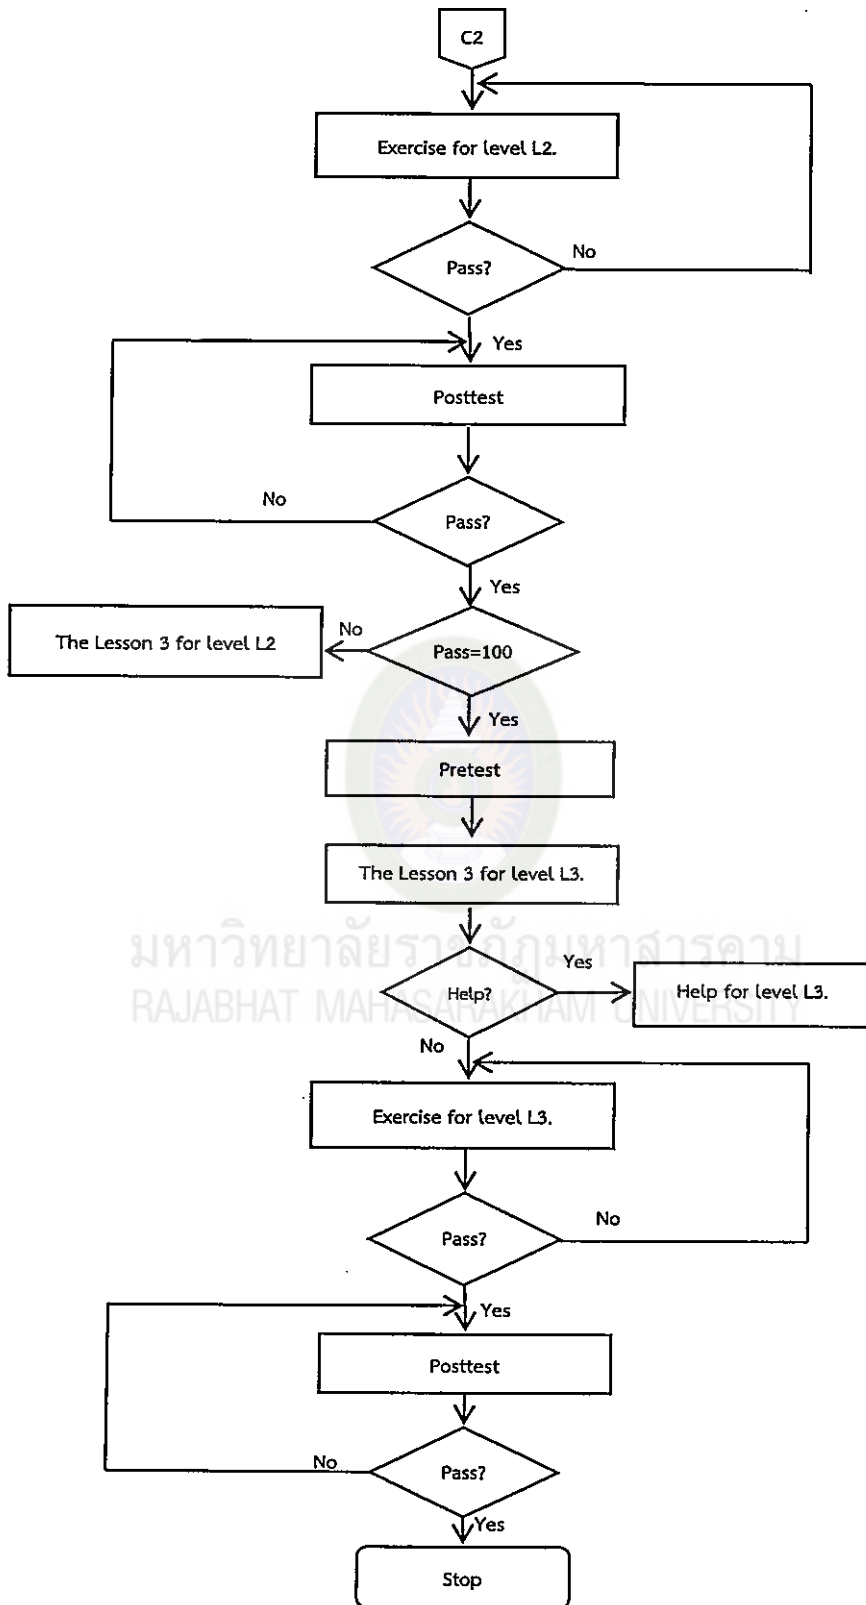 C2
Exercise for level L2.
Pass?
No
Yes
Posttest
No
Pass?
Yes
The Lesson 3 for level L2
No
Pass=100
Yes
Pretest
The Lesson 3 for level L3.
มหาวิทยาลัยราชภัฏมหาสารคาม
RAJABHAT MAHASARAKHAM UNIVERSITY
Help?
Yes
Help for level L3.
No
Exercise for level L3.
Pass?
No
Yes
Posttest
No
Pass?
Yes
Stop